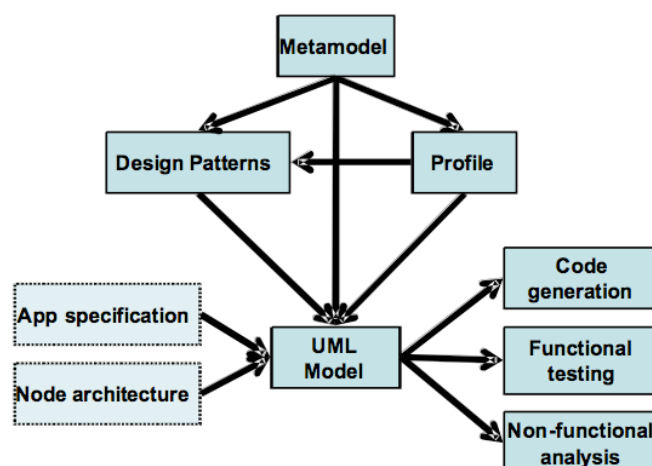 Metamodel
Design Patterns
Profile
Code
generation
App specification
UML
Model
Functional
testing
Node architecture
Non-functional
analysis